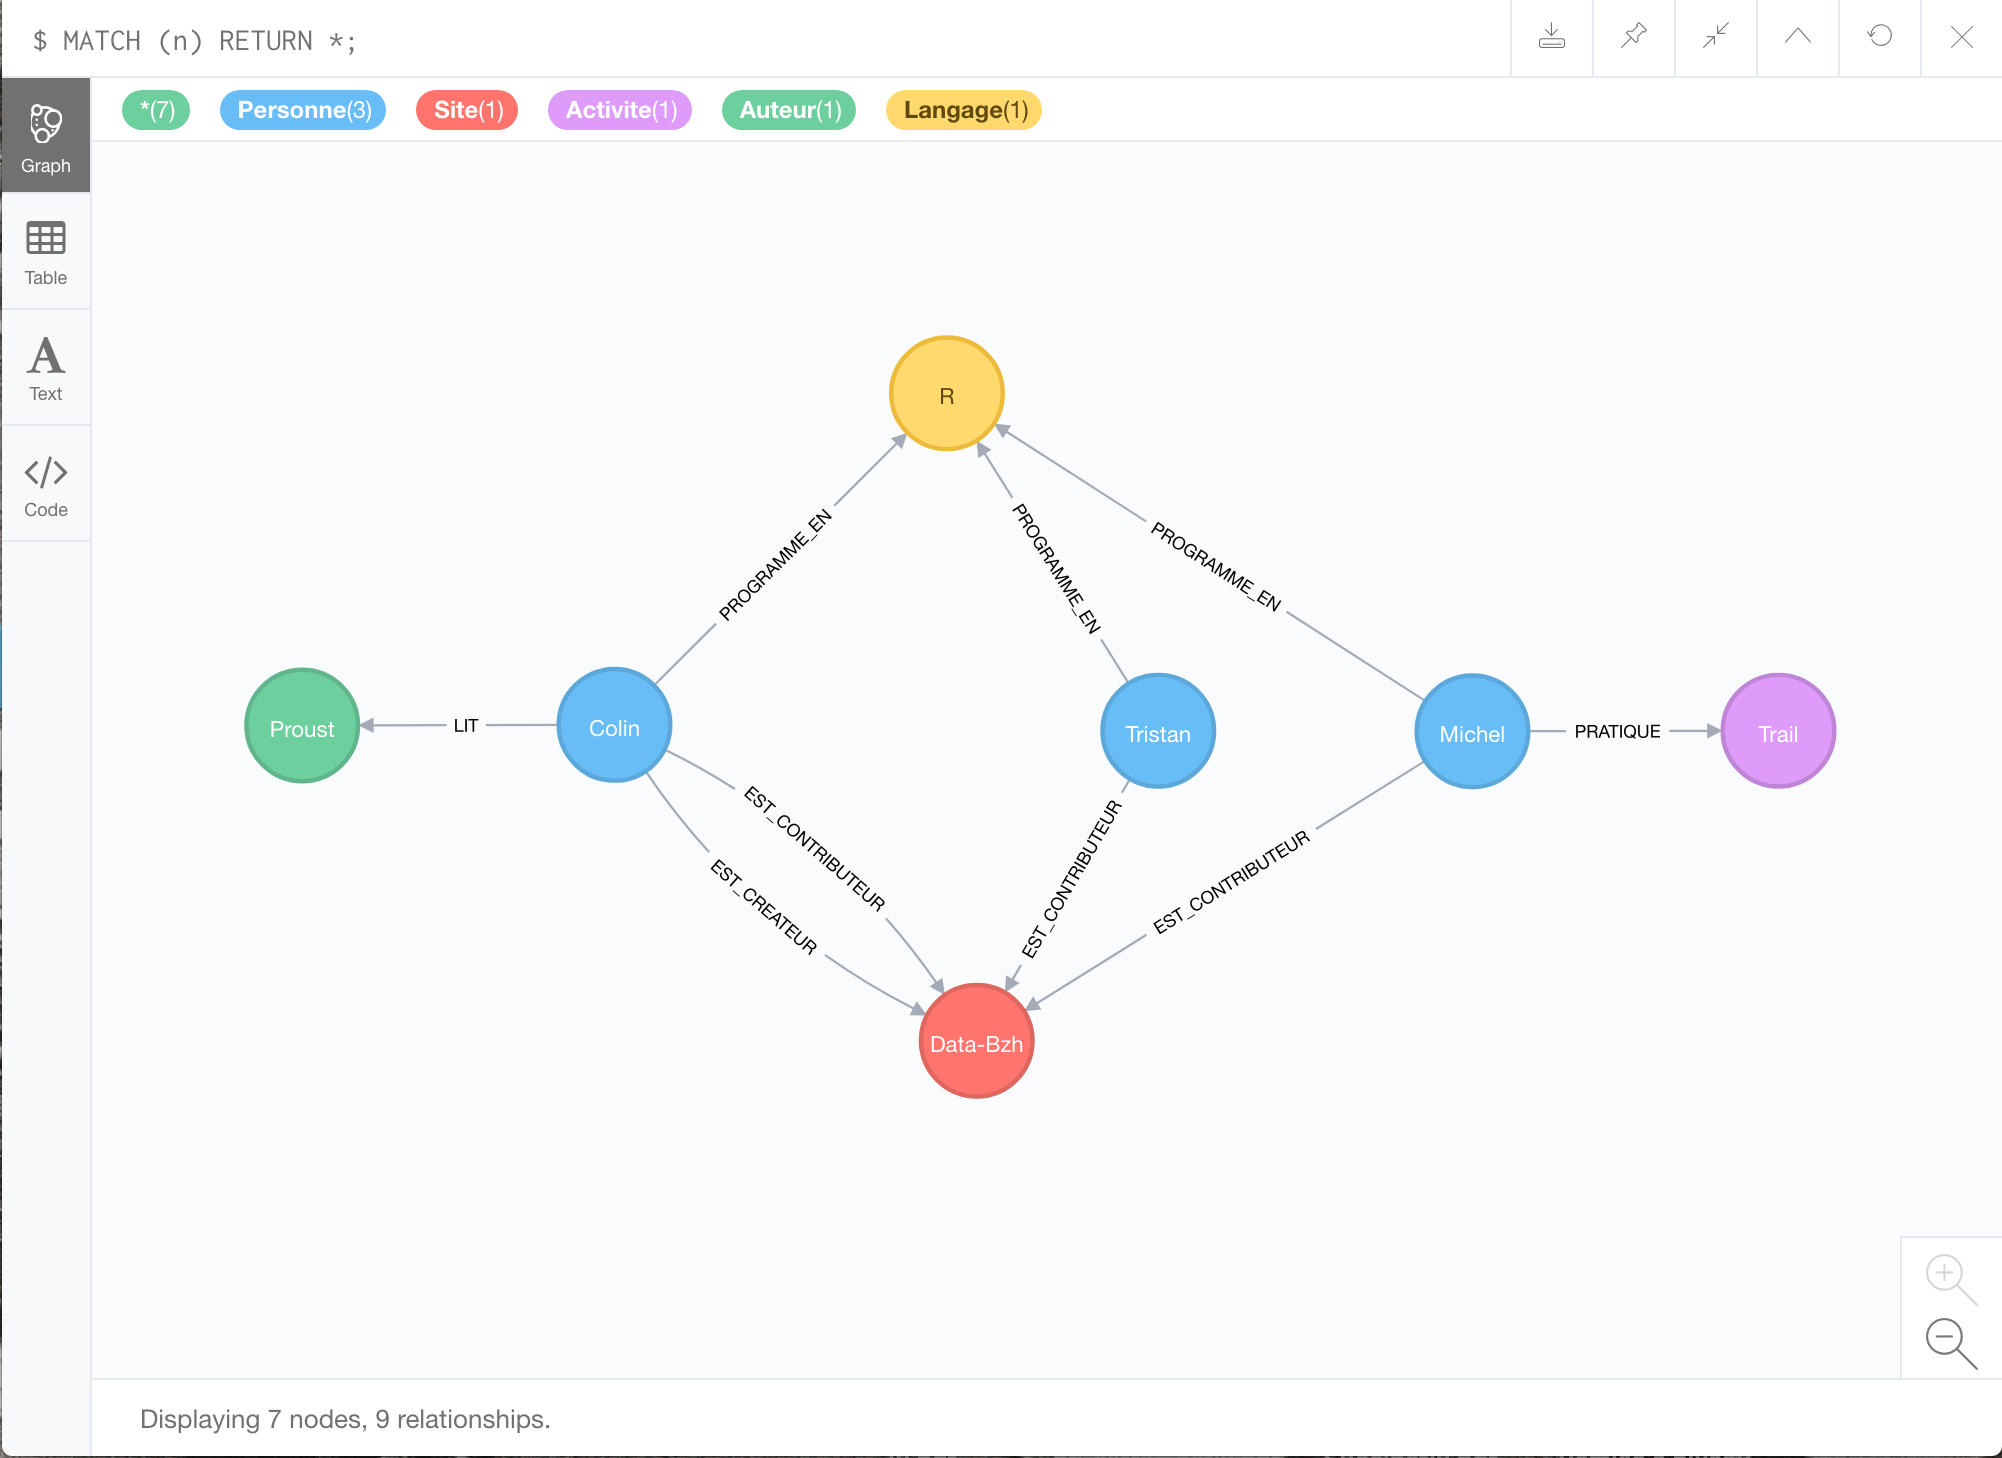 $ MATCH (n) RETURN *;
*(7) Personne(3) Site(1) Activite(1) Auteur(1) Langage(1)
Graph
Table
Text
Code
R
PROGRAMME_EN
PROGRAMME_EN
PROGRAMME_EN
Proust
LIT
Colin
Tristan
Michel
PRATIQUE
Trail
EST_CONTRIBUTEUR
EST_CREATEUR
EST_CONTRIBUTEUR
EST_CONTRIBUTEUR
Data-Bzh
Displaying 7 nodes, 9 relationships.